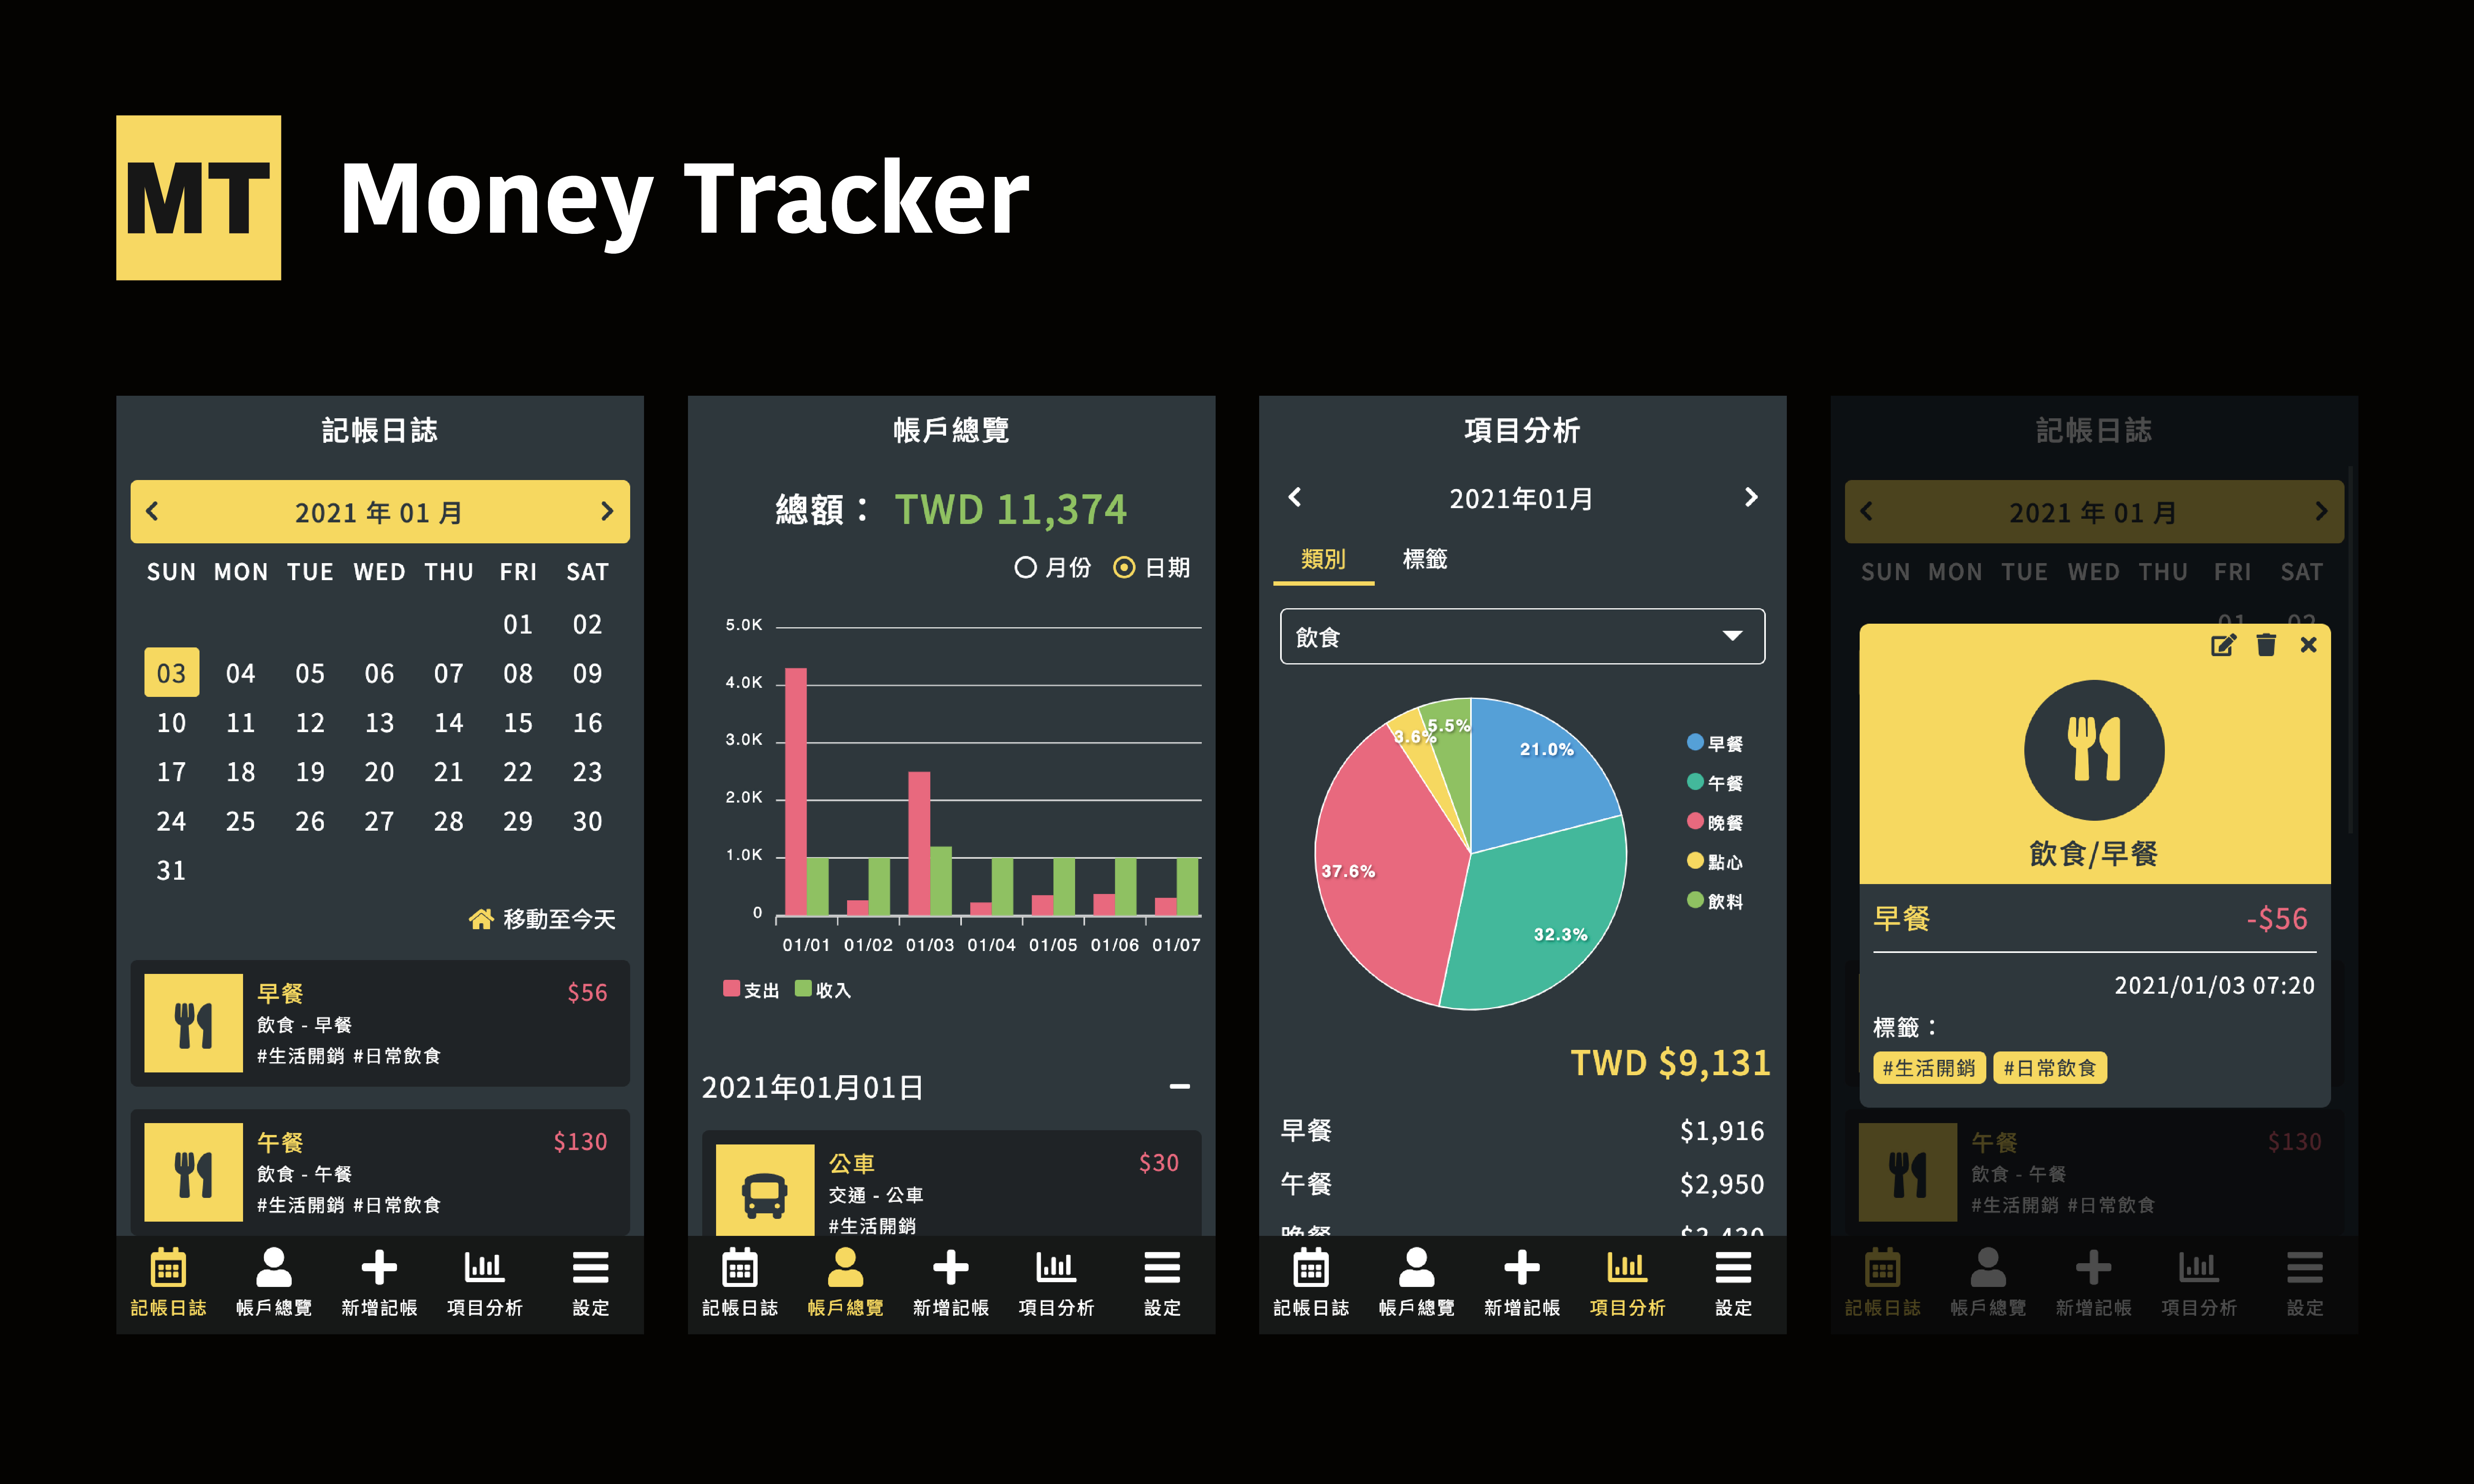 MT Money Tracker
記帳日誌
2021 年 01 月
SUN MON TUE WED THU FRI SAT
01 02
03 04 05 06 07 08 09
10 11 12 13 14 15 16
17 18 19 20 21 22 23
24 25 26 27 28 29 30
31
移動至今天
早餐 $56
飲食 - 早餐
#生活開銷 #日常飲食
午餐 $130
飲食 - 午餐
#生活開銷 #日常飲食
記帳日誌 帳戶總覽 新增記帳 項目分析 設定
帳戶總覽
總額： TWD 11,374
月份 日期
5.0K
4.0K
3.0K
2.0K
1.0K
0
01/01 01/02 01/03 01/04 01/05 01/06 01/07
支出 收入
2021年01月01日
公車 $30
交通 - 公車
#生活開銷
記帳日誌 帳戶總覽 新增記帳 項目分析 設定
項目分析
2021年01月
類別 標籤
飲食
3.6% 5.5% 21.0%
37.6%
32.3%
早餐
午餐
晚餐
點心
飲料
TWD $9,131
早餐 $1,916
午餐 $2,950
晚餐 $3,430
記帳日誌 帳戶總覽 新增記帳 項目分析 設定
記帳日誌
2021 年 01 月
SUN MON TUE WED THU FRI SAT
01 02
飲食/早餐
早餐 -$56
2021/01/03 07:20
標籤：
#生活開銷 #日常飲食
午餐 $130
飲食 - 午餐
#生活開銷 #日常飲食
記帳日誌 帳戶總覽 新增記帳 項目分析 設定